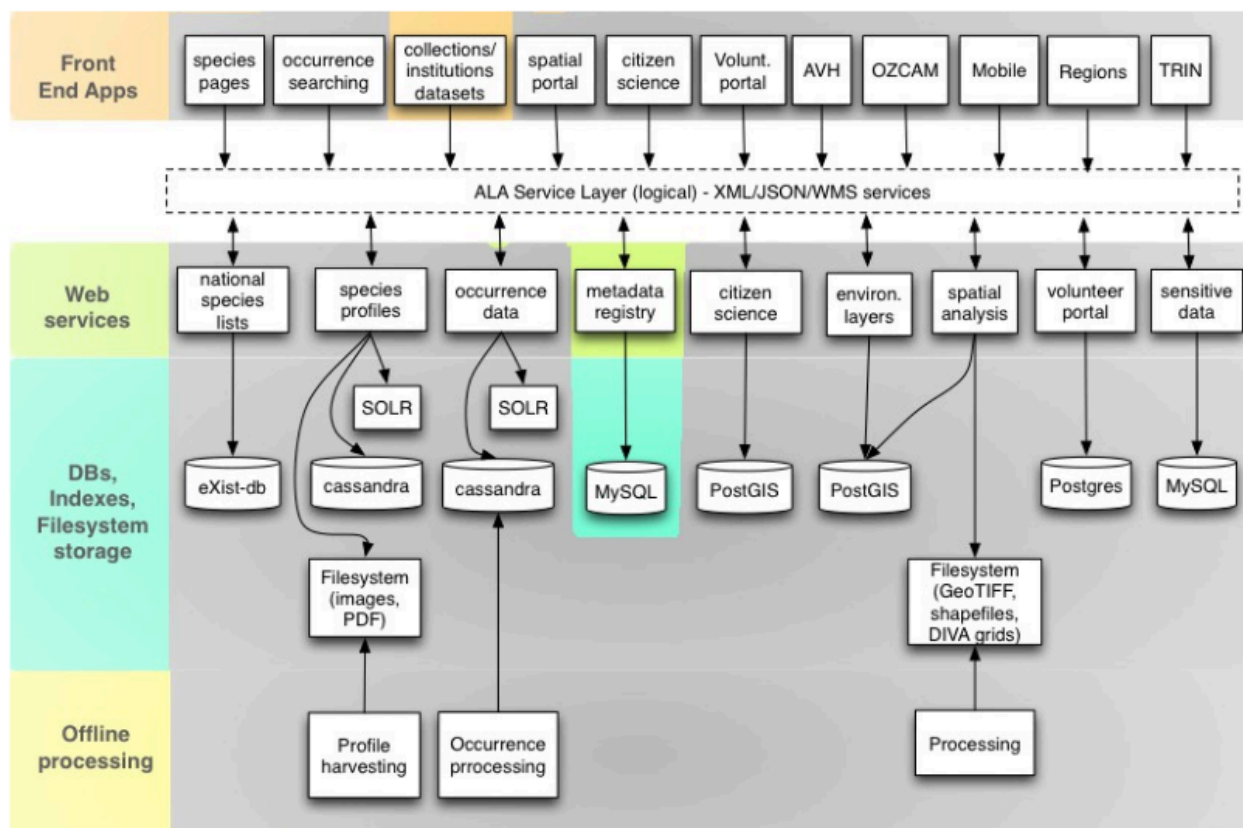 Front
End Apps
species
pages
occurrence
searching
collections/
institutions
datasets
spatial
portal
citizen
science
Volunt.
portal
AVH
OZCAM
Mobile
Regions
TRIN
ALA Service Layer (logical) - XML/JSON/WMS services
Web
services
national
species
lists
species
profiles
occurrence
data
metadata
registry
citizen
science
environ.
layers
spatial
analysis
volunteer
portal
sensitive
data
DBs,
Indexes,
Filesystem
storage
SOLR
SOLR
eXist-db
cassandra
cassandra
MySQL
PostGIS
PostGIS
Postgres
MySQL
Filesystem
(images,
PDF)
Filesystem
(GeoTIFF,
shapefiles,
DIVA grids)
Offline
processing
Profile
harvesting
Occurrence
prrocessing
Processing